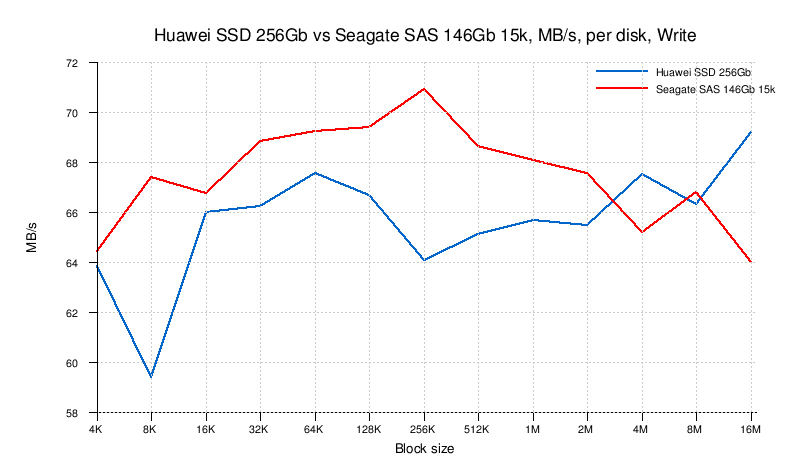 Huawei SSD 256Gb vs Seagate SAS 146Gb 15k, MB/s, per disk, Write
Huawei SSD 256Gb
Seagate SAS 146Gb 15k
MB/s
72
70
68
66
64
62
60
58
4K 8K 16K 32K 64K 128K 256K 512K 1M 2M 4M 8M 16M
Block size